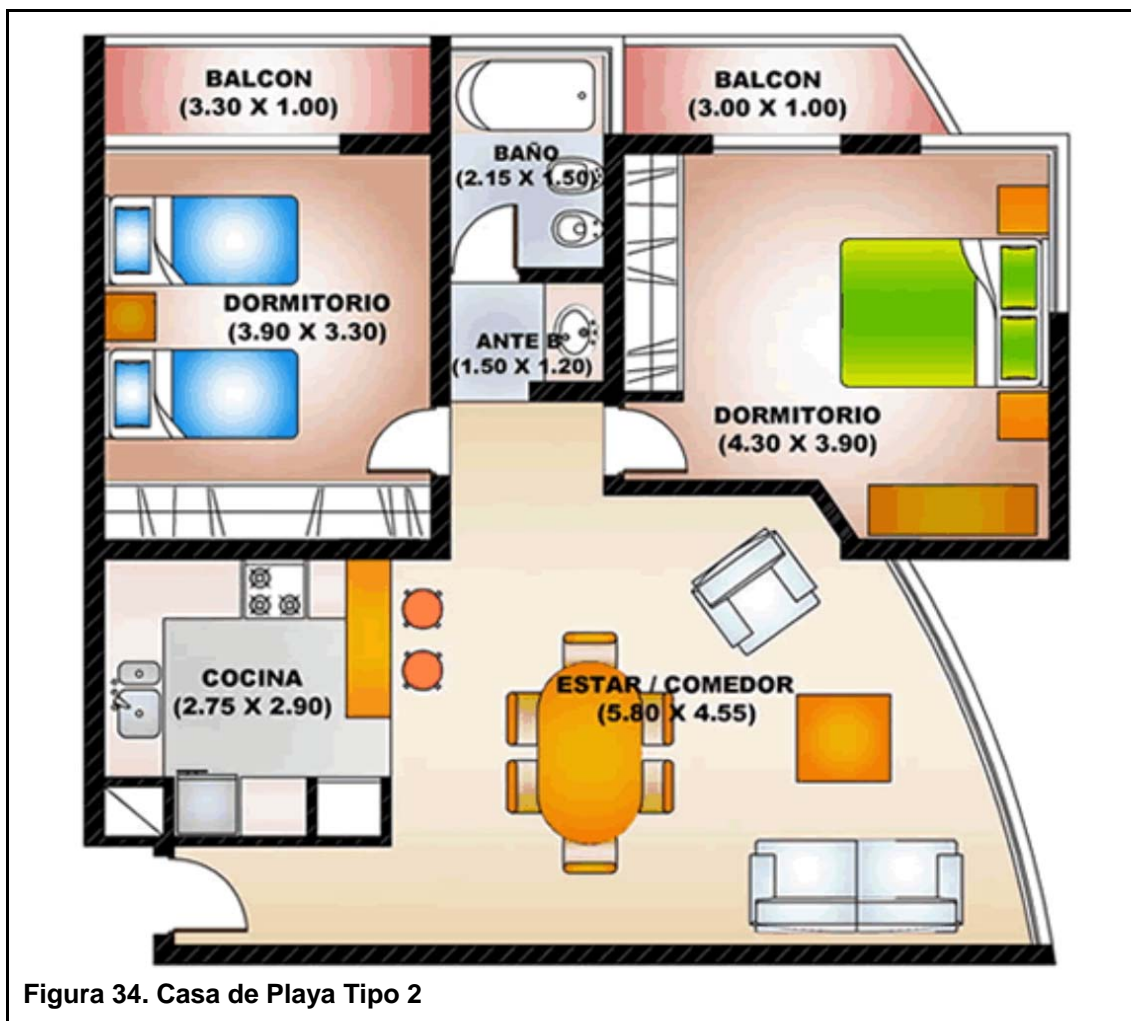 BALCON
(3.30 X 1.00)
BALCON
(3.00 X 1.00)
BAÑO
(2.15 X 1.50)
DORMITORIO
(3.90 X 3.30)
ANTE Bº
(1.50 X 1.20)
DORMITORIO
(4.30 X 3.90)
COCINA
(2.75 X 2.90)
ESTAR / COMEDOR
(5.80 X 4.55)
Figura 34. Casa de Playa Tipo 2